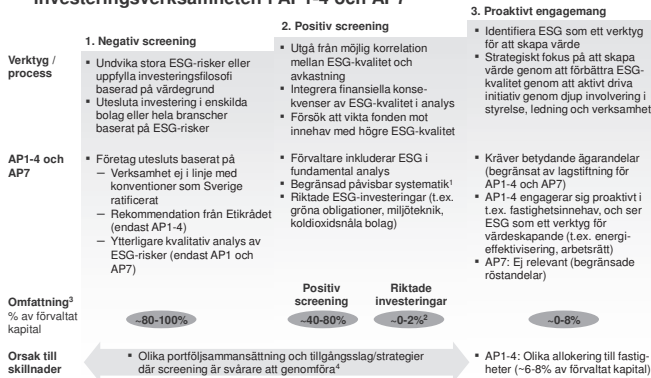 investeringsverksamheten i AP1-4 och AP7
Verktyg /
process
1. Negativ screening
▪ Undvika stora ESG-risker eller
uppfylla investeringsfilosofi
baserad på värdegrund
▪ Utesluta investering i enskilda
bolag eller hela branscher
baserat på ESG-risker
2. Positiv screening
▪ Utgå från möjlig korrelation
mellan ESG-kvalitet och
avkastning
▪ Integrera finansiella konse-
kvenser av ESG-kvalitet i analys
▪ Försök att vikta fonden mot
innehav med högre ESG-kvalitet
3. Proaktivt engagemang
▪ Identifiera ESG som ett verktyg
för att skapa värde
▪ Strategiskt fokus på att skapa
värde genom att förbättra ESG-
kvalitet genom att aktivt driva
initiativ genom djup involvering i
styrelse, ledning och verksamhet
AP1-4 och
AP7
▪ Företag utesluts baserat på
– Verksamhet ej i linje med
konventioner som Sverige
ratificerat
– Rekommendation från Etikrådet
(endast AP1-4)
– Ytterligare kvalitativ analys av
ESG-risker (endast AP1 och
AP7)
▪ Förvaltare inkluderar ESG i
fundamental analys
▪ Begränsad påvisbar systematik¹
▪ Riktade ESG-investeringar (t.ex.
gröna obligationer, miljöteknik,
koldioxidsnåla bolag)
▪ Kräver betydande ägarandelar
(begränsat av lagstiftning för
AP1-4 och AP7)
▪ AP1-4 engagerar sig proaktivt i
t.ex. fastighetsinnehav, och ser
ESG som ett verktyg för
värdeskapande (t.ex. energi-
effektivisering, arbetsrätt)
▪ AP7: Ej relevant (begränsade
röstandelar)
Omfattning³
% av förvaltat
kapital
~80-100%
Positiv
screening
~40-80%
Riktade
investeringar
~0-2%²
~0-8%
Orsak till
skillnader
▪ Olika portföljsammansättning och tillgångsslag/strategier
där screening är svårare att genomföra⁴
▪ AP1-4: Olika allokering till fastig-
heter (~6-8% av förvaltat kapital)